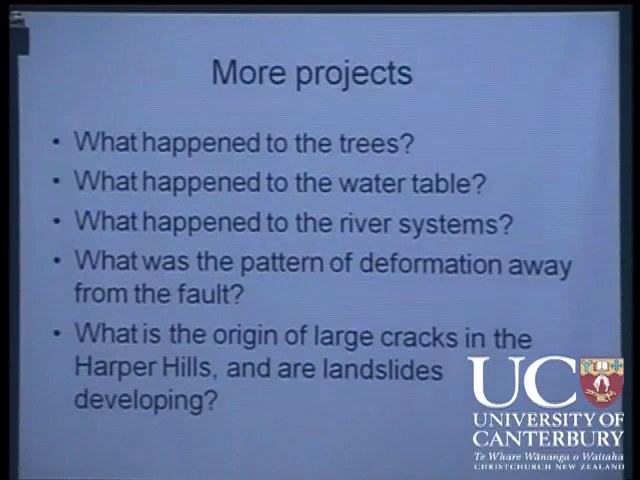 More projects
• What happened to the trees?
• What happened to the water table?
• What happened to the river systems?
• What was the pattern of deformation away
from the fault?
• What is the origin of large cracks in the
Harper Hills, and are landslides
developing?
UC
UNIVERSITY OF
CANTERBURY
Te Whare Wānanga o Waitaha
CHRISTCHURCH NEW ZEALAND